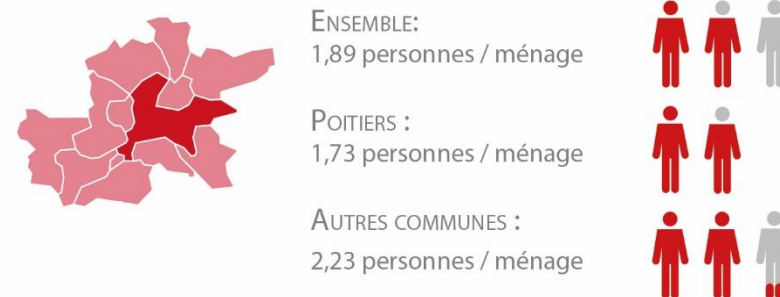 ENSEMBLE:
1,89 personnes / ménage
POITIERS :
1,73 personnes / ménage
AUTRES COMMUNES :
2,23 personnes / ménage